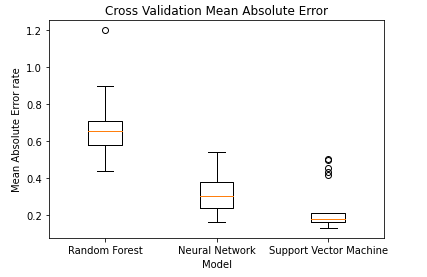 Cross Validation Mean Absolute Error
Mean Absolute Error rate
1.2
1.0
0.8
0.6
0.4
0.2
Random Forest
Neural Network
Support Vector Machine
Model